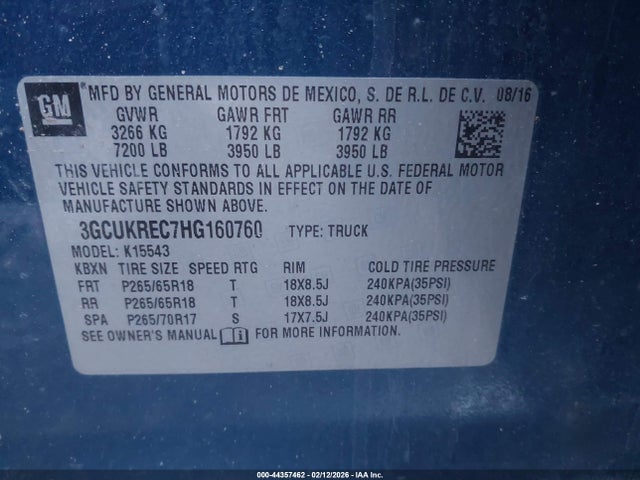 GM
MFD BY GENERAL MOTORS DE MEXICO, S. DE R.L. DE C.V. 08/16
GVWR GAWR FRT GAWR RR
3266 KG 1792 KG 1792 KG
7200 LB 3950 LB 3950 LB
THIS VEHICLE CONFORMS TO ALL APPLICABLE U.S. FEDERAL MOTOR
VEHICLE SAFETY STANDARDS IN EFFECT ON THE DATE OF
MANUFACTURE SHOWN ABOVE.
3GCUKREC7HG160760 TYPE: TRUCK
MODEL: K15543
KBXN TIRE SIZE SPEED RTG RIM COLD TIRE PRESSURE
FRT P265/65R18 T 18X8.5J 240KPA(35PSI)
RR P265/65R18 T 18X8.5J 240KPA(35PSI)
SPA P265/70R17 S 17X7.5J 240KPA(35PSI)
SEE OWNER'S MANUAL FOR MORE INFORMATION.
000-44357462 - 02/12/2026 - IAA Inc.